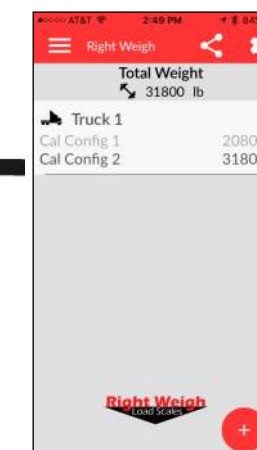 AT&T 2:49 PM 84%
Right Weigh
Total Weight
31800 lb
Truck 1
Cal Config 1 2080
Cal Config 2 3180
Right Weigh
Load Scales
+